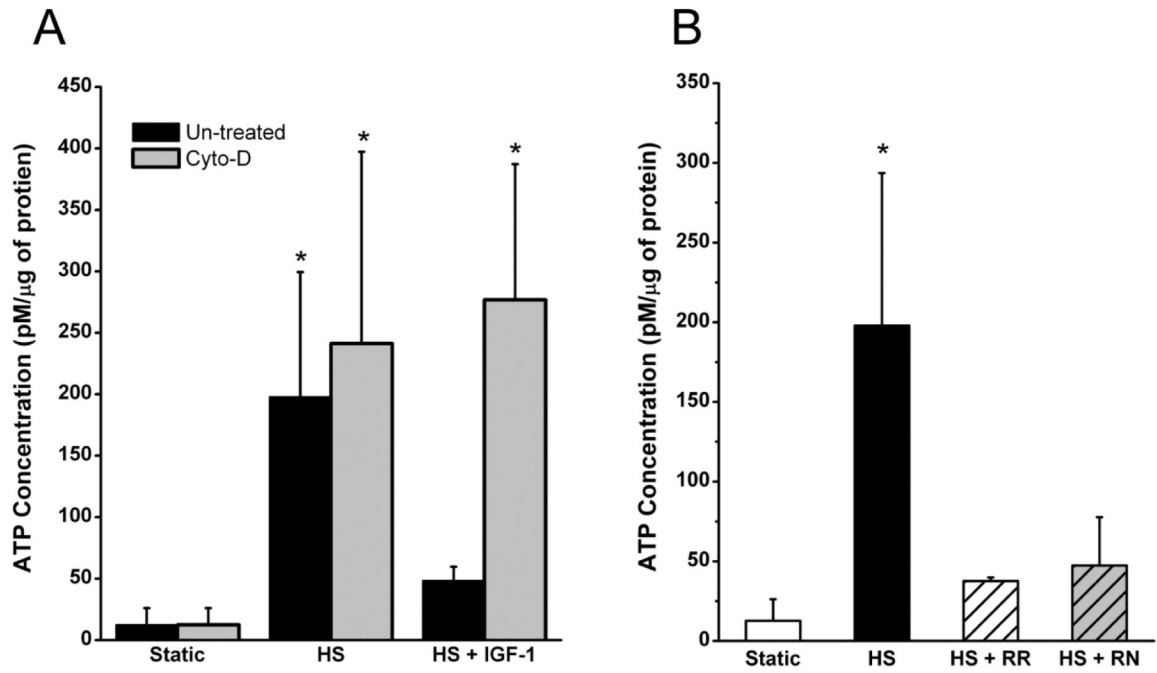 A
B
ATP Concentration (pM/μg of protien)
450
400
350
300
250
200
150
100
50
0
Un-treated
Cyto-D
*
*
*
Static
HS
HS + IGF-1
ATP Concentration (pM/μg of protein)
350
300
250
200
150
100
50
0
*
Static
HS
HS + RR
HS + RN